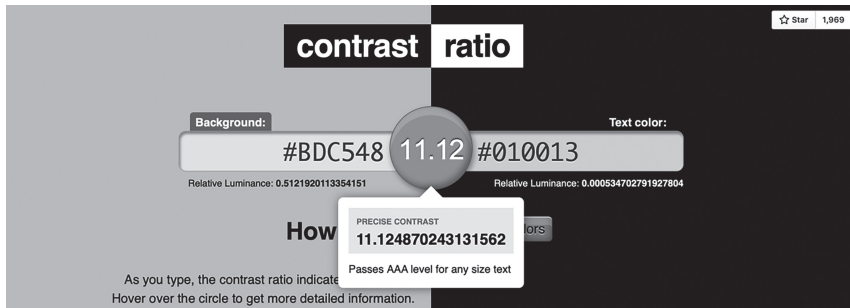 Star 1,969
contrast ratio
Background: Text color:
#BDC548 11.12 #010013
Relative Luminance: 0.5121920113354151 Relative Luminance: 0.000534702791927804
PRECISE CONTRAST
11.124870243131562
Passes AAA level for any size text
How
As you type, the contrast ratio indicate
Hover over the circle to get more detailed information.